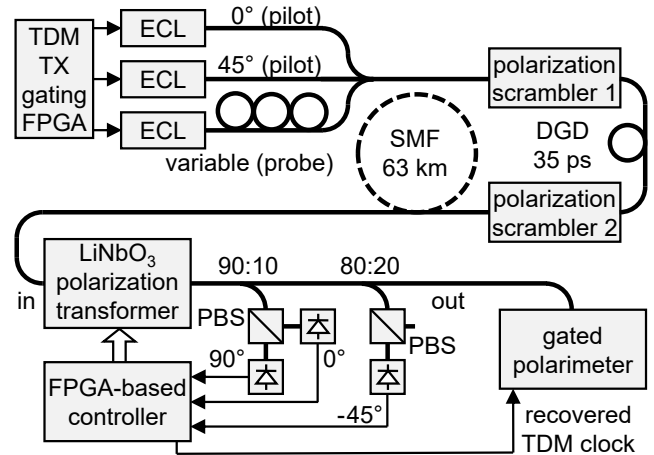 TDM
TX
gating
FPGA
ECL
0° (pilot)
ECL
45° (pilot)
ECL
variable (probe)
SMF
63 km
polarization
scrambler 1
DGD
35 ps
polarization
scrambler 2
in
LiNbO₃
polarization
transformer
90:10
80:20
out
PBS
PBS
90°
0°
-45°
FPGA-based
controller
gated
polarimeter
recovered
TDM clock